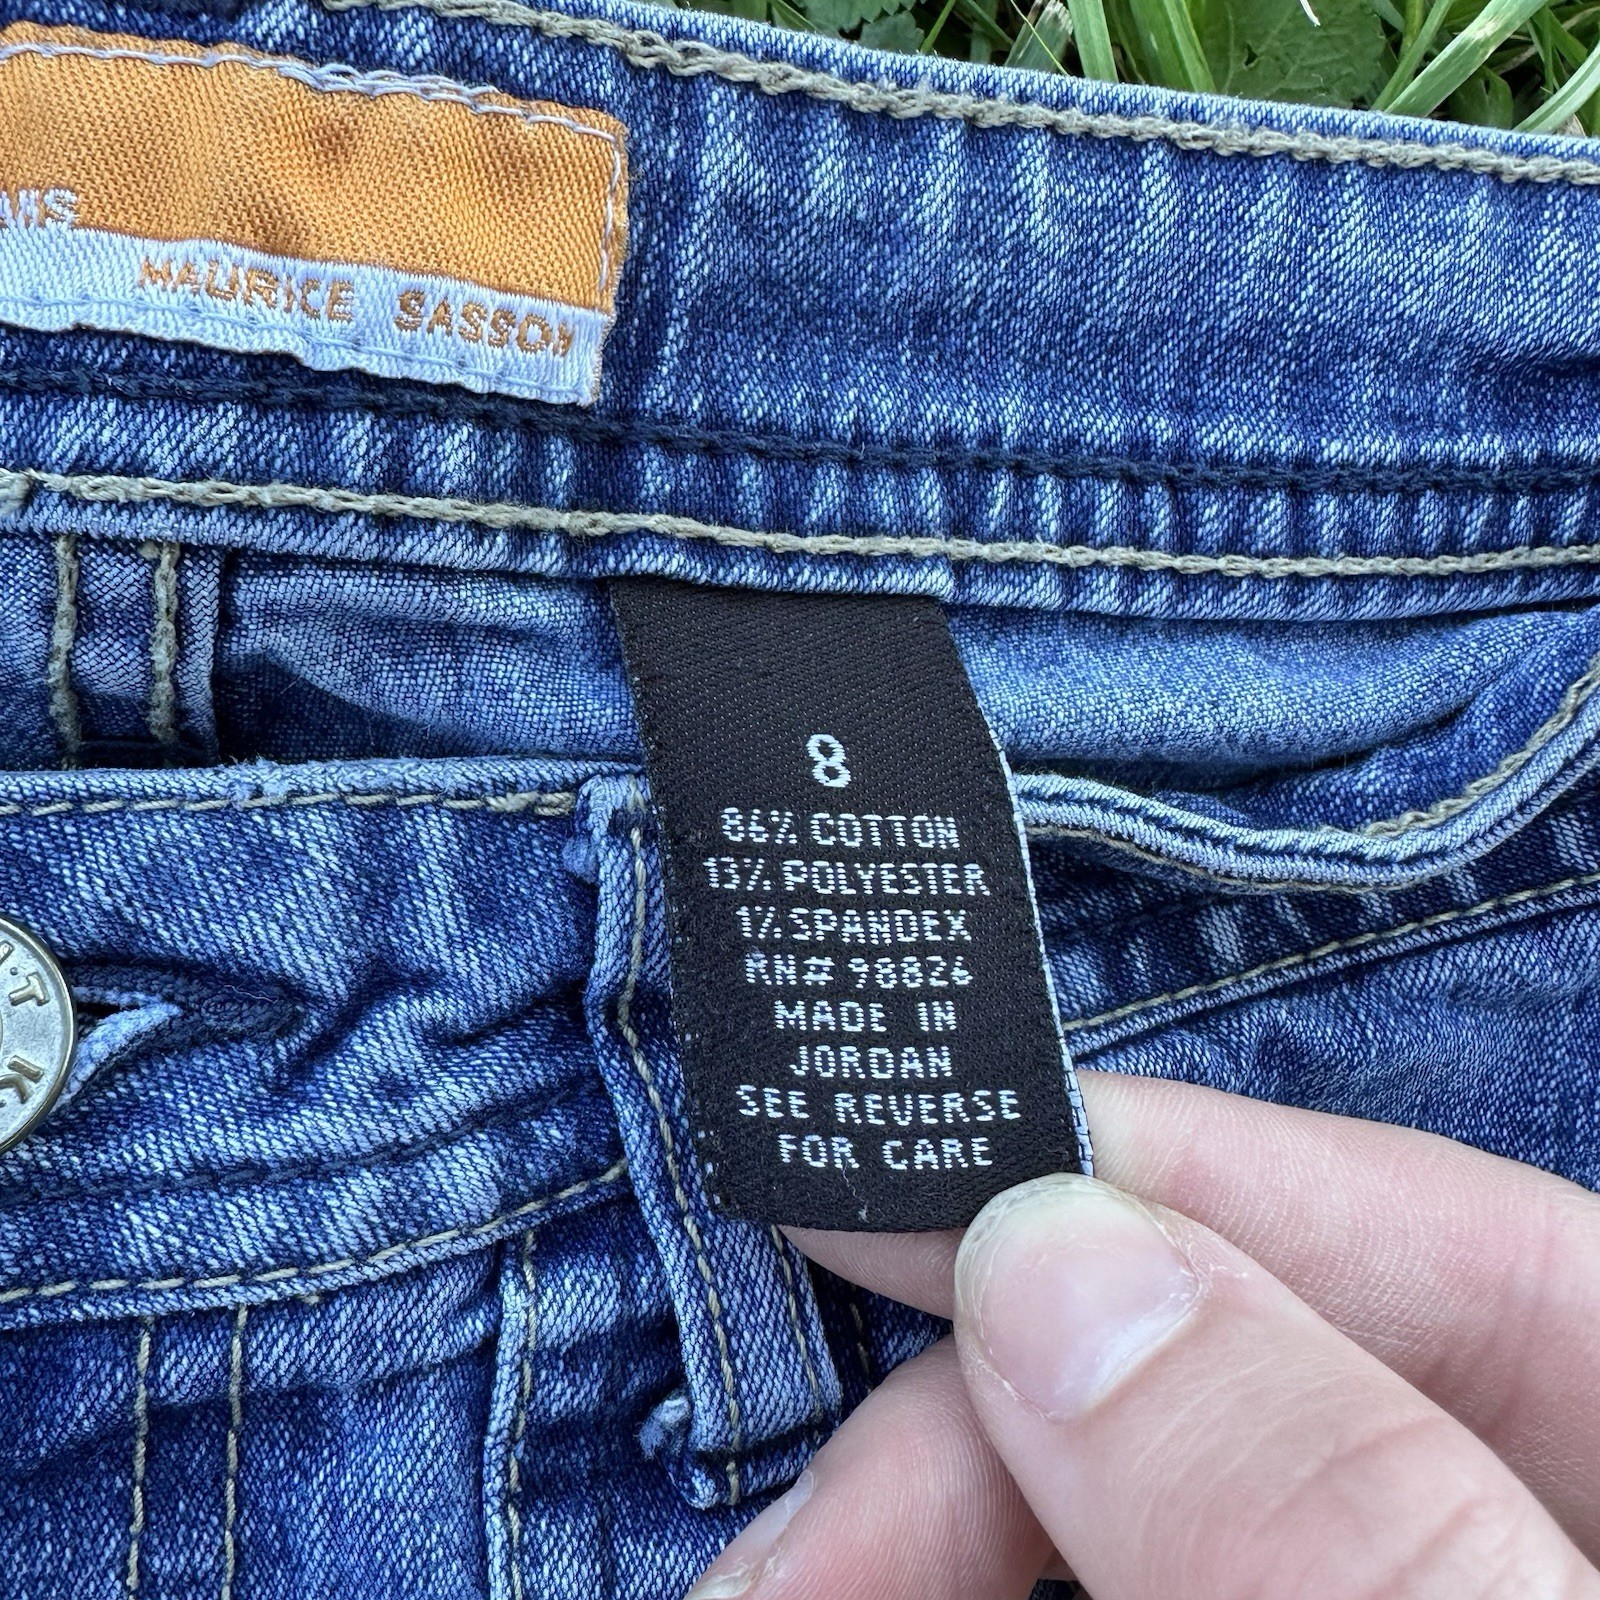 MAURICE SASSON
8
86% COTTON
13% POLYESTER
1% SPANDEX
RN# 98826
MADE IN
JORDAN
SEE REVERSE
FOR CARE